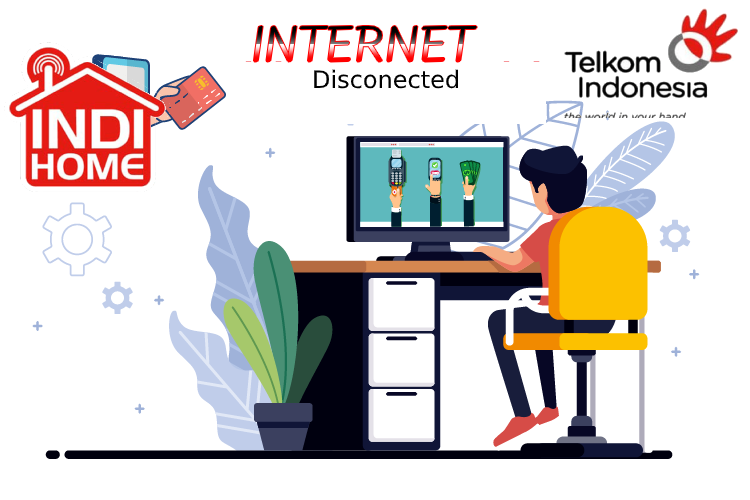 INTERNET
Disconected
INDI
HOME
Telkom
Indonesia
the world in your hand